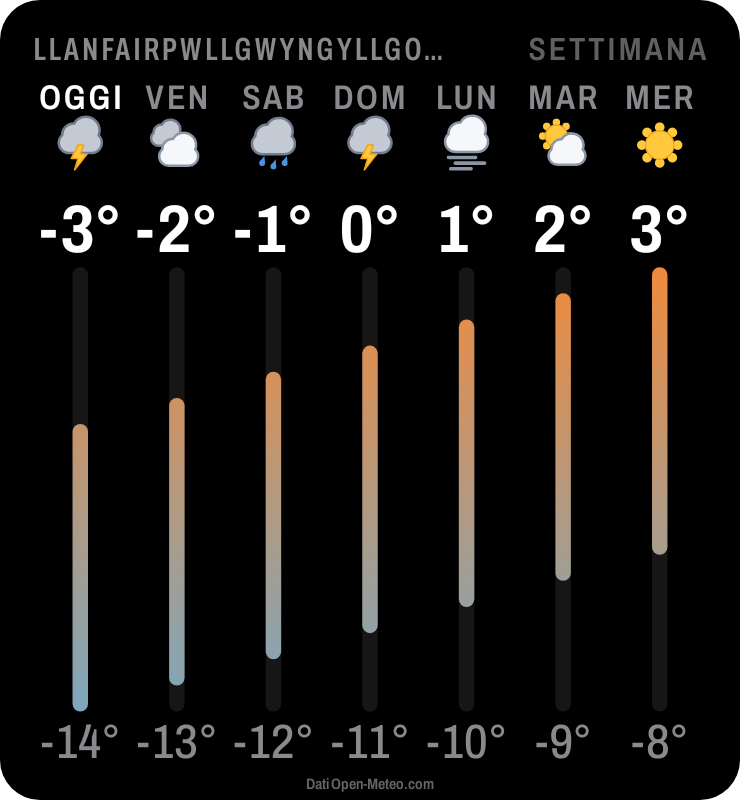 LLANFAIRPWLLGWYNGYLLGO… SETTIMANA
OGGI VEN SAB DOM LUN MAR MER
-3° -2° -1° 0° 1° 2° 3°
-14° -13° -12° -11° -10° -9° -8°
Dati Open-Meteo.com